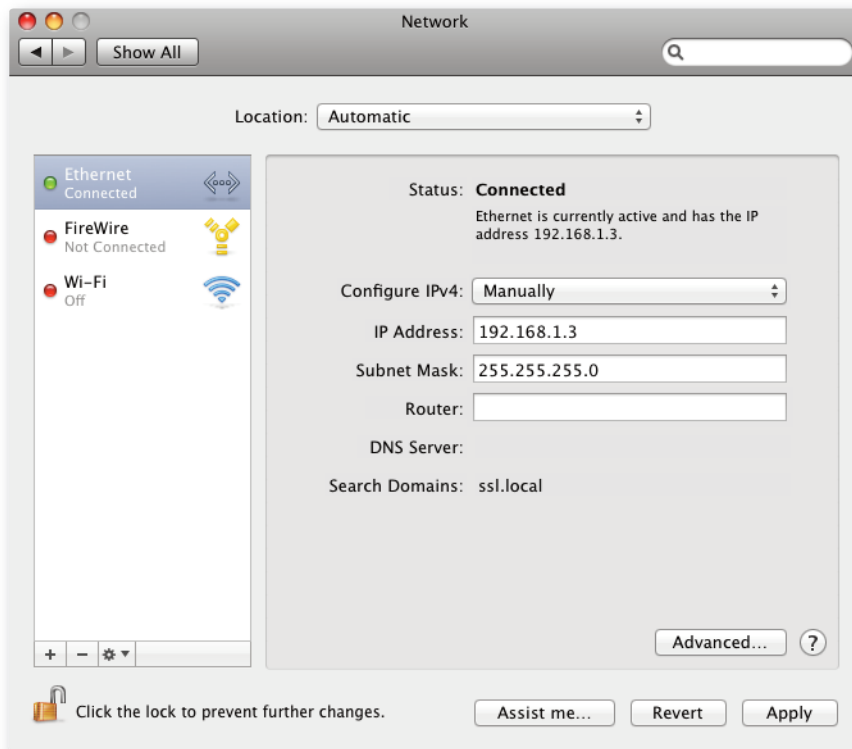 Network
Show All
Location: Automatic
Ethernet
Connected
FireWire
Not Connected
Wi-Fi
Off
Status: Connected
Ethernet is currently active and has the IP
address 192.168.1.3.
Configure IPv4: Manually
IP Address: 192.168.1.3
Subnet Mask: 255.255.255.0
Router:
DNS Server:
Search Domains: ssl.local
Advanced... ?
Click the lock to prevent further changes.
Assist me... Revert Apply